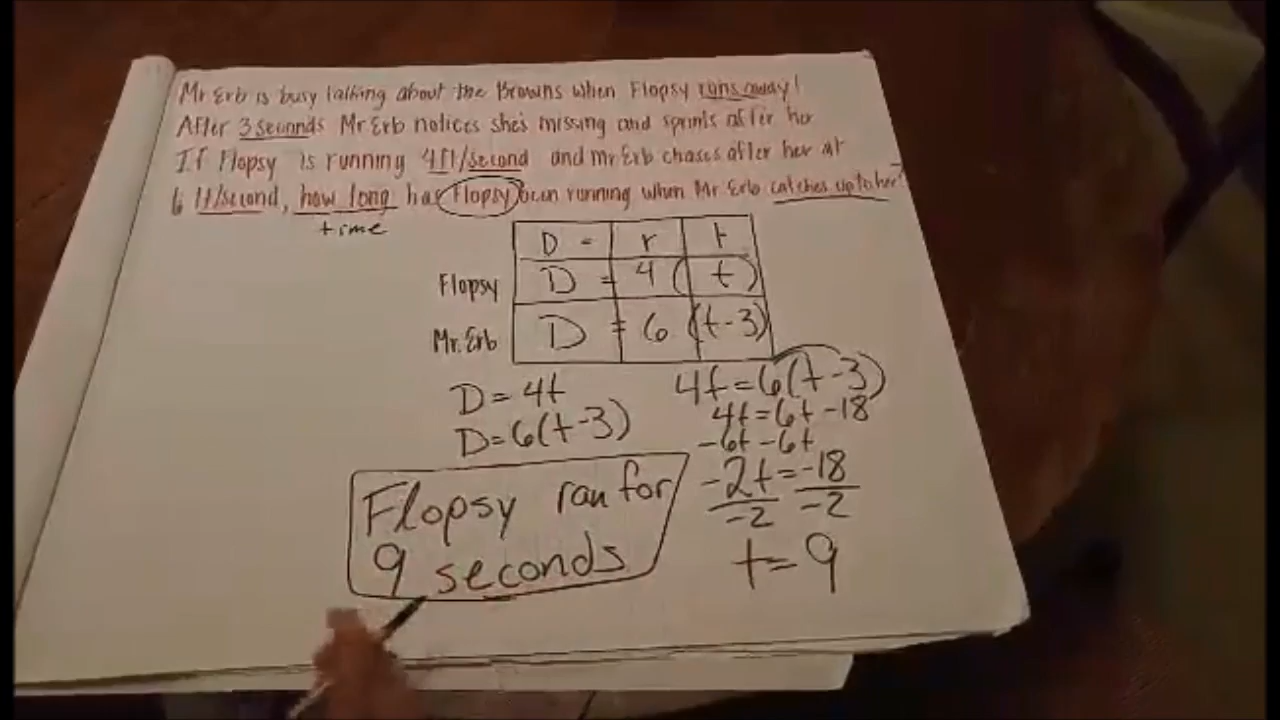 Mr Erb is busy talking about the Browns when Flopsy runs away!
After 3 seconds Mr Erb notices she's missing and sprints after her
If Flopsy is running 4ft/second and Mr Erb chases after her at
6 ft/second, how long has Flopsy been running when Mr Erb catches up to her?
time
D = r t
Flopsy D = 4 ( t )
Mr. Erb D = 6 (t-3)
D = 4t 4t = 6(t-3)
D = 6(t-3) 4t = 6t -18
-6t -6t
-2t = -18
-2 -2
t = 9
Flopsy ran for
9 seconds